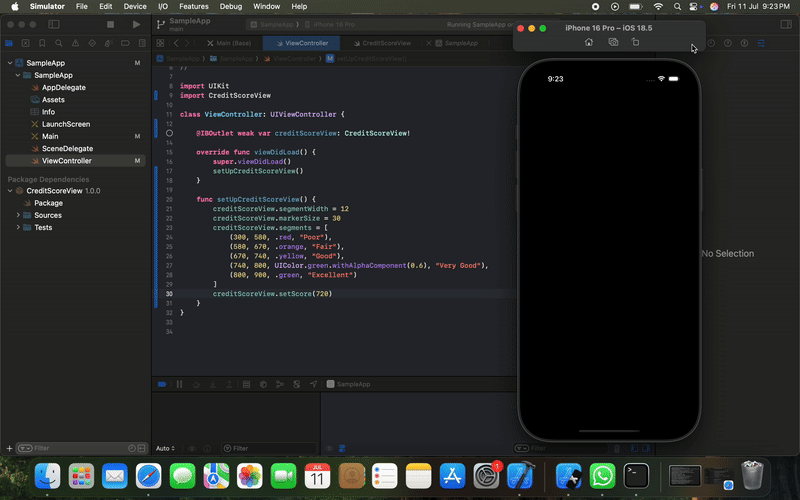 Simulator File Edit Device I/O Features Debug Window Help
Fri 11 Jul 9:23 PM
SampleApp
main
SampleApp
iPhone 16 Pro
Running SampleApp on
iPhone 16 Pro – iOS 18.5
Main (Base)
ViewController
CreditScoreView
SampleApp
SampleApp M
SampleApp
AppDelegate
Assets
Info
LaunchScreen
Main M
SceneDelegate
ViewController M
Package Dependencies
CreditScoreView 1.0.0
Package
Sources
Tests
SampleApp SampleApp ViewController setUpCreditScoreView()
6 //
7
8 import UIKit
9 import CreditScoreView
10
11 class ViewController: UIViewController {
12
@IBOutlet weak var creditScoreView: CreditScoreView!
14
15 override func viewDidLoad() {
16 super.viewDidLoad()
17 setUpCreditScoreView()
18 }
19
20 func setUpCreditScoreView() {
21 creditScoreView.segmentWidth = 12
22 creditScoreView.markerSize = 30
23 creditScoreView.segments = [
24 (300, 580, .red, "Poor"),
25 (580, 670, .orange, "Fair"),
26 (670, 740, .yellow, "Good"),
27 (740, 800, UIColor.green.withAlphaComponent(0.6), "Very Good"),
28 (800, 900, .green, "Excellent")
29 ]
30 creditScoreView.setScore(720)
31 }
32 }
33
34
9:23
No Selection
SampleApp
Filter
Auto
Filter
Filter
JUL
11
1